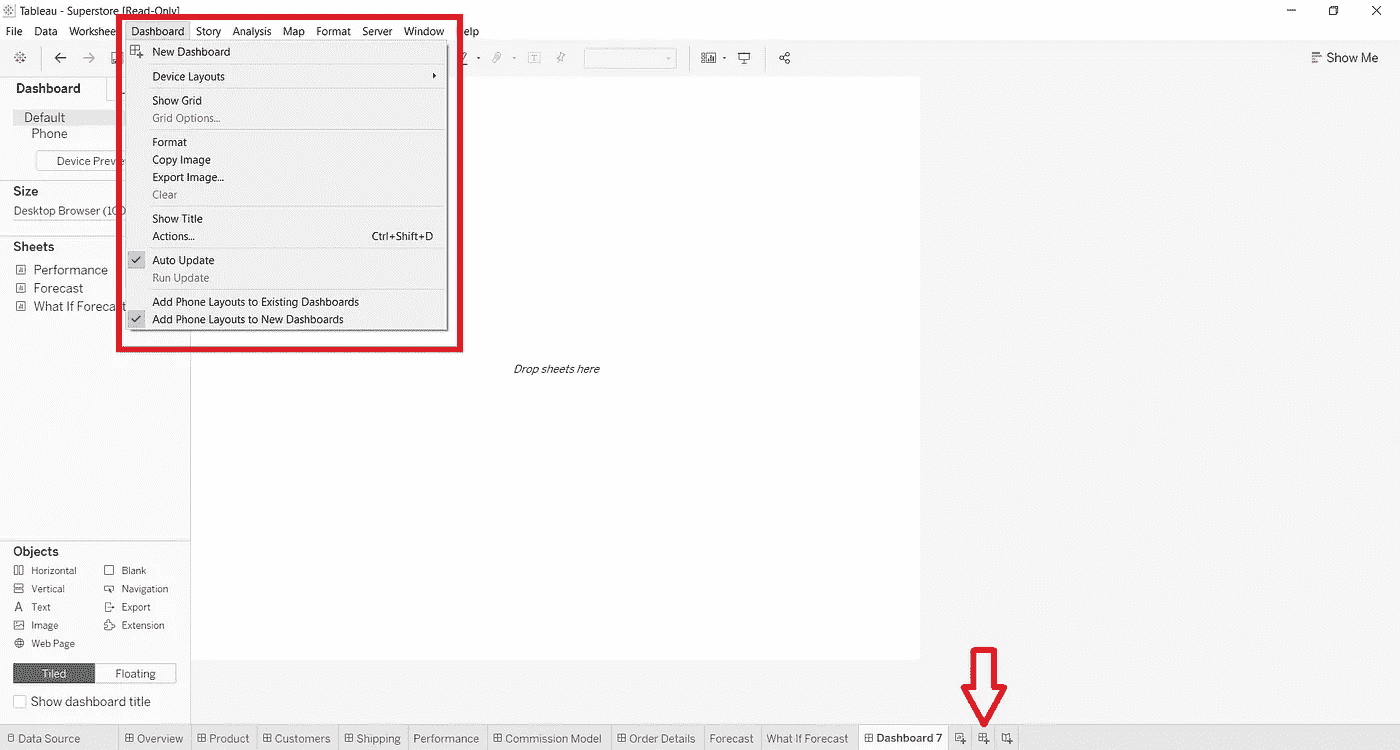 Tableau - Superstore [Read-Only]
File Data Workshee Dashboard Story Analysis Map Format Server Window elp
Show Me
New Dashboard
Device Layouts
Show Grid
Grid Options...
Format
Copy Image
Export Image...
Clear
Show Title
Actions... Ctrl+Shift+D
Auto Update
Run Update
Add Phone Layouts to Existing Dashboards
Add Phone Layouts to New Dashboards
Dashboard
Default
Phone
Device Previ
Size
Desktop Browser (100
Sheets
Performance
Forecast
What If Forecast
Drop sheets here
Objects
Horizontal Blank
Vertical Navigation
Text Export
Image Extension
Web Page
Tiled Floating
Show dashboard title
Data Source Overview Product Customers Shipping Performance Commission Model Order Details Forecast What If Forecast Dashboard 7